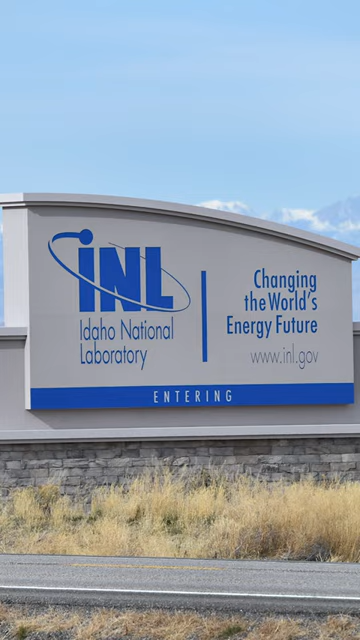 iNL
Idaho National
Laboratory
Changing
the World's
Energy Future
www.inl.gov
ENTERING